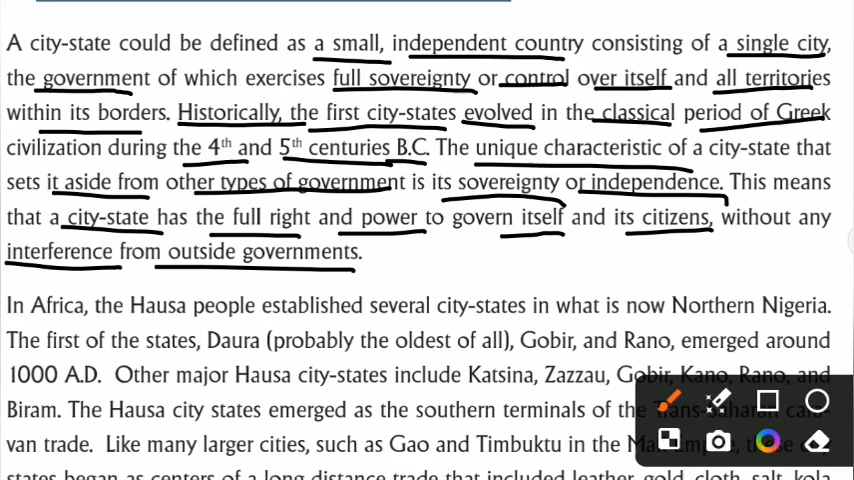 A city-state could be defined as a small, independent country consisting of a single city,
the government of which exercises full sovereignty or control over itself and all territories
within its borders. Historically, the first city-states evolved in the classical period of Greek
civilization during the 4th and 5th centuries B.C. The unique characteristic of a city-state that
sets it aside from other types of government is its sovereignty or independence. This means
that a city-state has the full right and power to govern itself and its citizens, without any
interference from outside governments.
In Africa, the Hausa people established several city-states in what is now Northern Nigeria.
The first of the states, Daura (probably the oldest of all), Gobir, and Rano, emerged around
1000 A.D. Other major Hausa city-states include Katsina, Zazzau, Gobir, Kano, Rano, and
Biram. The Hausa city states emerged as the southern terminals of the Trans-Saharan cara-
van trade. Like many larger cities, such as Gao and Timbuktu in the Mali Empire, these city-
states began as centers of a long distance trade that included leather, gold, cloth, salt, kola